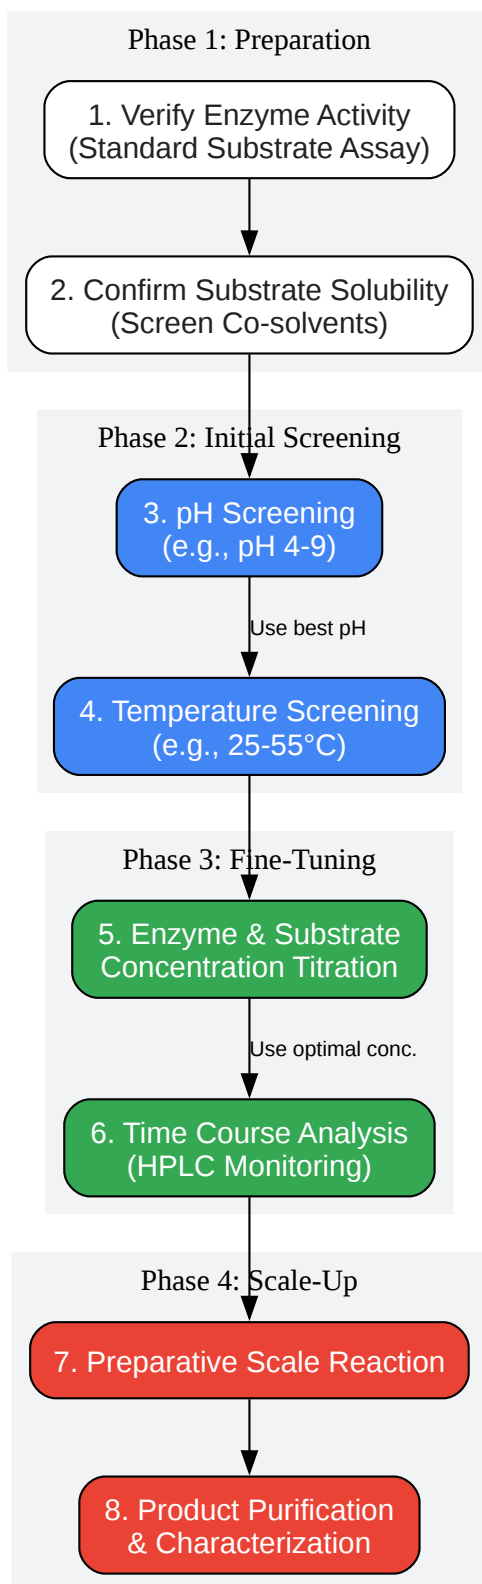 Phase 1: Preparation
1. Verify Enzyme Activity
(Standard Substrate Assay)
2. Confirm Substrate Solubility
(Screen Co-solvents)
Phase 2: Initial Screening
3. pH Screening
(e.g., pH 4-9)
Use best pH
4. Temperature Screening
(e.g., 25-55°C)
Phase 3: Fine-Tuning
5. Enzyme & Substrate
Concentration Titration
Use optimal conc.
6. Time Course Analysis
(HPLC Monitoring)
Phase 4: Scale-Up
7. Preparative Scale Reaction
8. Product Purification
& Characterization